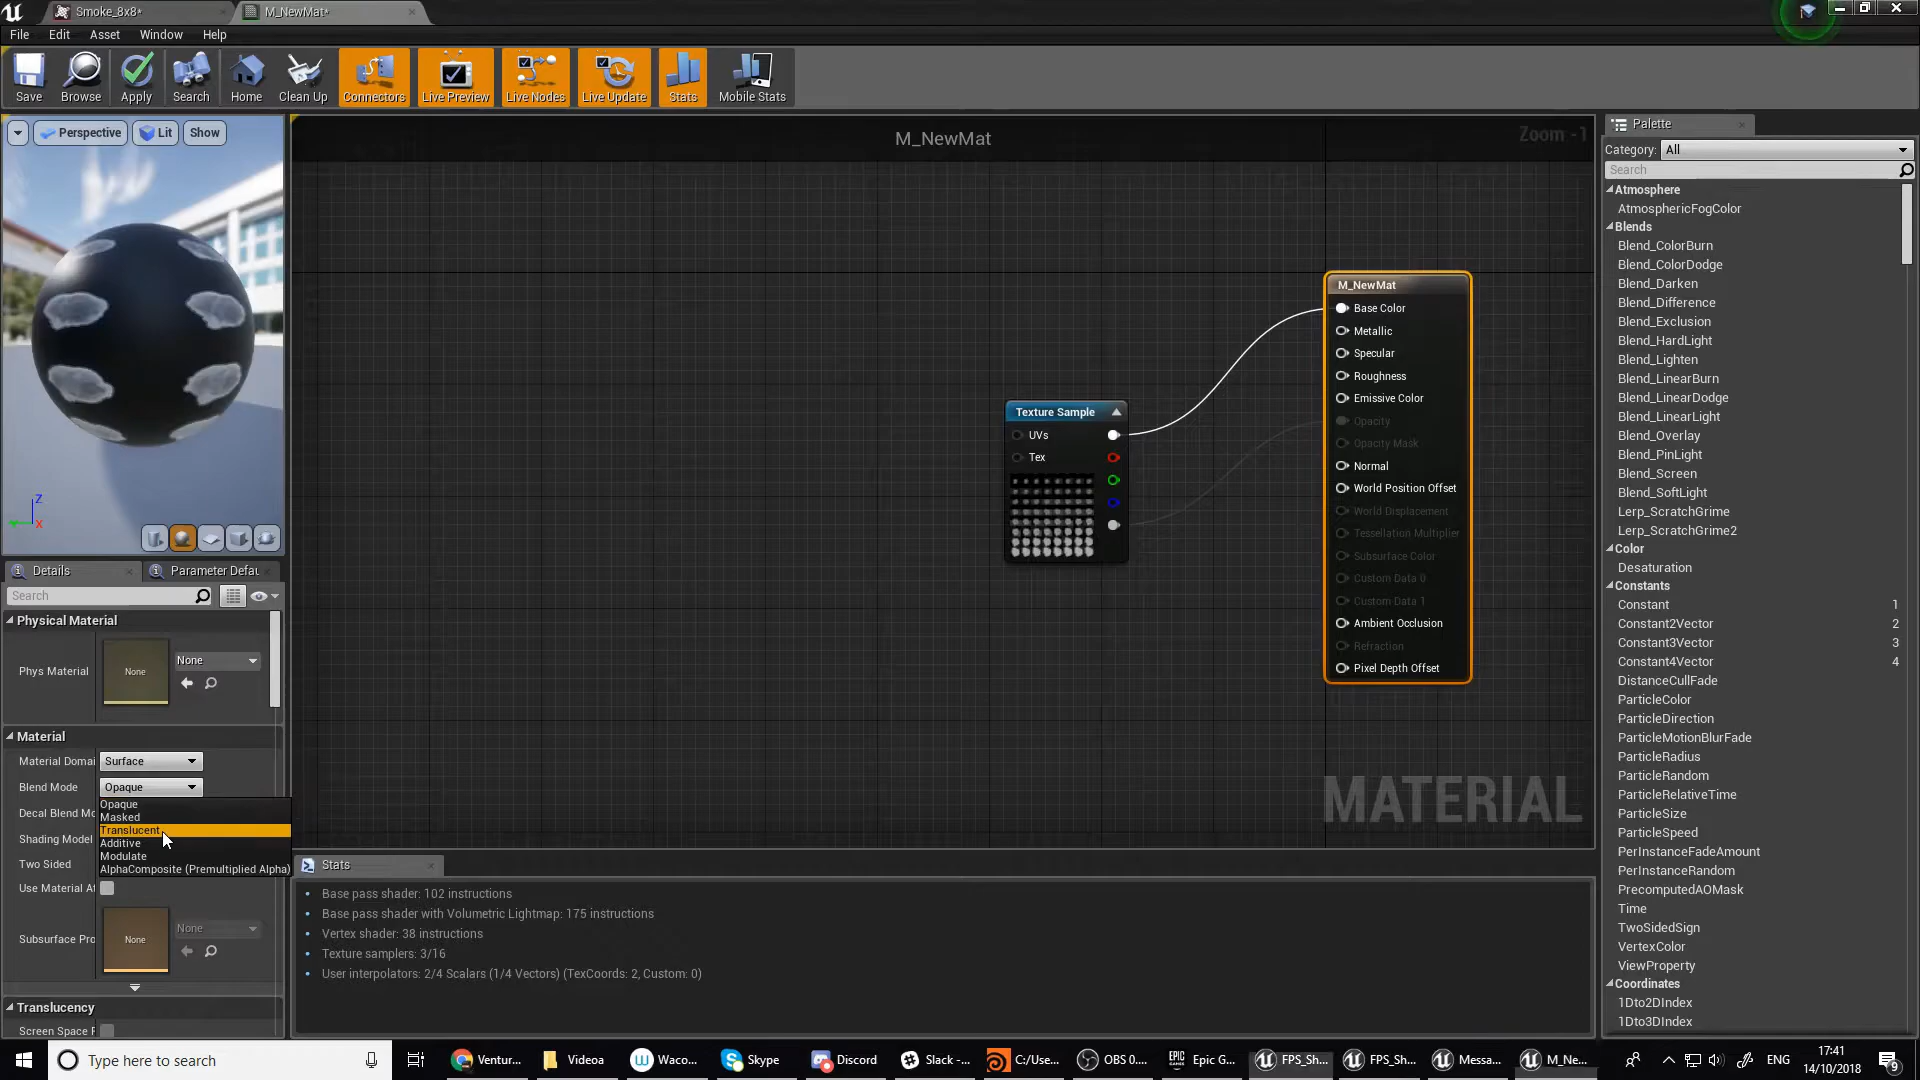 Smoke_8x8*
M_NewMat*
File
Edit
Asset
Window
Help
Save
Browse
Apply
Search
Home
Clean Up
Connectors
Live Preview
Live Nodes
Live Update
Stats
Mobile Stats
Perspective
Lit
Show
M_NewMat
Zoom -1
Z
X
M_NewMat
Base Color
Metallic
Specular
Roughness
Emissive Color
Opacity
Opacity Mask
Normal
World Position Offset
World Displacement
Tessellation Multiplier
Subsurface Color
Custom Data 0
Custom Data 1
Ambient Occlusion
Refraction
Pixel Depth Offset
Texture Sample
UVs
Tex
MATERIAL
Details
Parameter Defau
Search
Physical Material
Phys Material
None
None
Material
Material Domai
Surface
Blend Mode
Opaque
Decal Blend Mo
Shading Model
Two Sided
Use Material At
Opaque
Masked
Translucent
Additive
Modulate
AlphaComposite (Premultiplied Alpha)
Subsurface Pro
None
None
Translucency
Screen Space R
Stats
Base pass shader: 102 instructions
Base pass shader with Volumetric Lightmap: 175 instructions
Vertex shader: 38 instructions
Texture samplers: 3/16
User interpolators: 2/4 Scalars (1/4 Vectors) (TexCoords: 2, Custom: 0)
Palette
Category:
All
Search
Atmosphere
AtmosphericFogColor
Blends
Blend_ColorBurn
Blend_ColorDodge
Blend_Darken
Blend_Difference
Blend_Exclusion
Blend_HardLight
Blend_Lighten
Blend_LinearBurn
Blend_LinearDodge
Blend_LinearLight
Blend_Overlay
Blend_PinLight
Blend_Screen
Blend_SoftLight
Lerp_ScratchGrime
Lerp_ScratchGrime2
Color
Desaturation
Constants
Constant 1
Constant2Vector 2
Constant3Vector 3
Constant4Vector 4
DistanceCullFade
ParticleColor
ParticleDirection
ParticleMotionBlurFade
ParticleRadius
ParticleRandom
ParticleRelativeTime
ParticleSize
ParticleSpeed
PerInstanceFadeAmount
PerInstanceRandom
PrecomputedAOMask
Time
TwoSidedSign
VertexColor
ViewProperty
Coordinates
1Dto2DIndex
1Dto3DIndex
Type here to search
Ventur...
Videoa
Waco...
Skype
Discord
Slack -...
C:/Use...
OBS 0....
Epic G...
FPS_Sh...
FPS_Sh...
Messa...
M_Ne...
ENG
17:41
14/10/2018
9